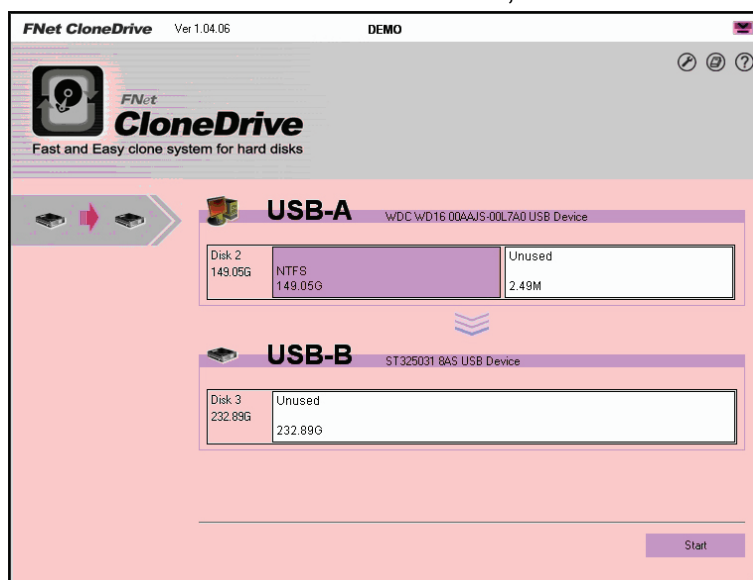 FNet CloneDrive Ver 1.04.06 DEMO
FNet
CloneDrive
Fast and Easy clone system for hard disks
USB-A WDC WD16 00AAJS-00L7A0 USB Device
Disk 2
149.05G
NTFS
149.05G
Unused
2.49M
USB-B ST325031 8AS USB Device
Disk 3
232.89G
Unused
232.89G
Start